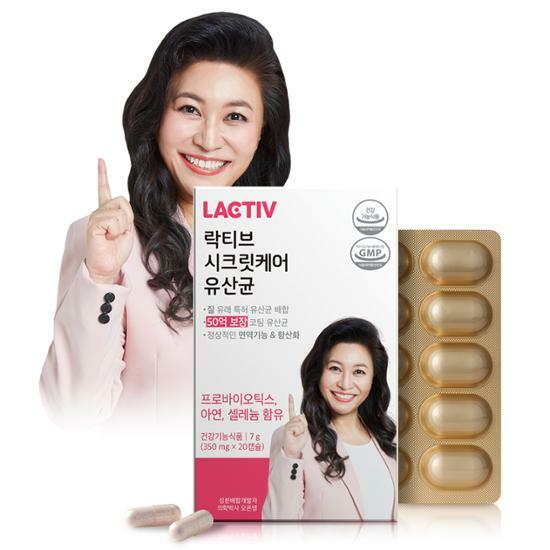 LACTIV
락티브
시크릿케어
유산균
건강
기능식품
GMP
• 질 유래 특허 유산균 배합
• 50억 보장 코팅 유산균
• 정상적인 면역기능 & 항산화
프로바이오틱스,
아연, 셀레늄 함유
건강기능식품 | 7 g
(350 mg × 20캡슐)
성분배합개발자
의학박사 오은영